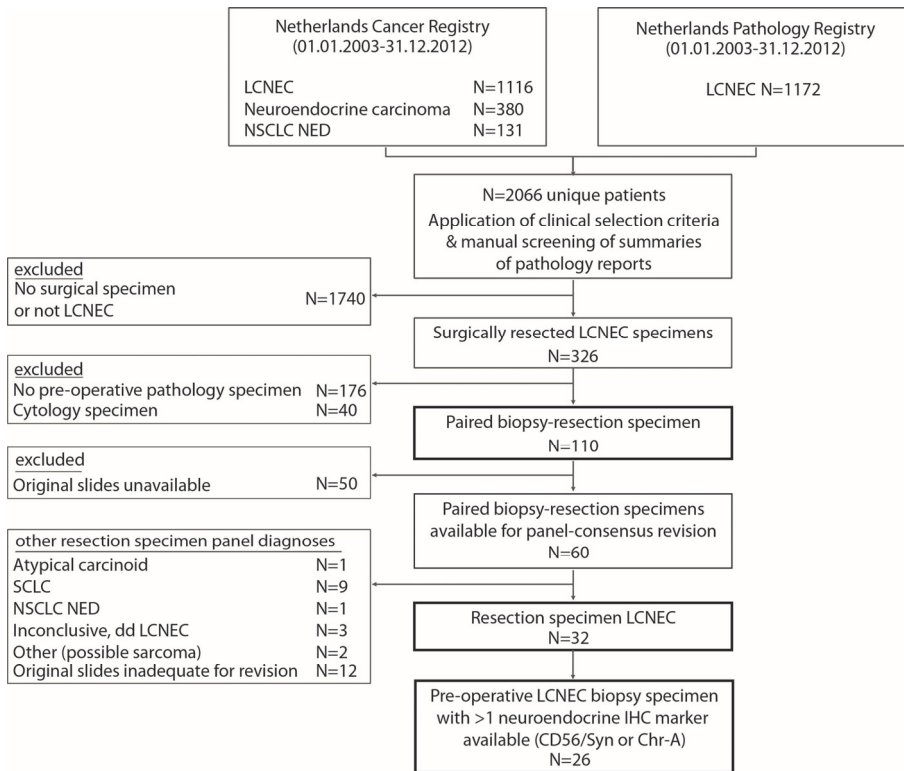 Netherlands Cancer Registry
(01.01.2003-31.12.2012)
LCNEC N=1116
Neuroendocrine carcinoma N=380
NSCLC NED N=131
Netherlands Pathology Registry
(01.01.2003-31.12.2012)
LCNEC N=1172
N=2066 unique patients
Application of clinical selection criteria
& manual screening of summaries
of pathology reports
excluded
No surgical specimen
or not LCNEC
N=1740
Surgically resected LCNEC specimens
N=326
excluded
No pre-operative pathology specimen N=176
Cytology specimen N=40
Paired biopsy-resection specimen
N=110
excluded
Original slides unavailable N=50
Paired biopsy-resection specimens
available for panel-consensus revision
N=60
other resection specimen panel diagnoses
Atypical carcinoid N=1
SCLC N=9
NSCLC NED N=1
Inconclusive, dd LCNEC N=3
Other (possible sarcoma) N=2
Original slides inadequate for revision N=12
Resection specimen LCNEC
N=32
Pre-operative LCNEC biopsy specimen
with >1 neuroendocrine IHC marker
available (CD56/Syn or Chr-A)
N=26